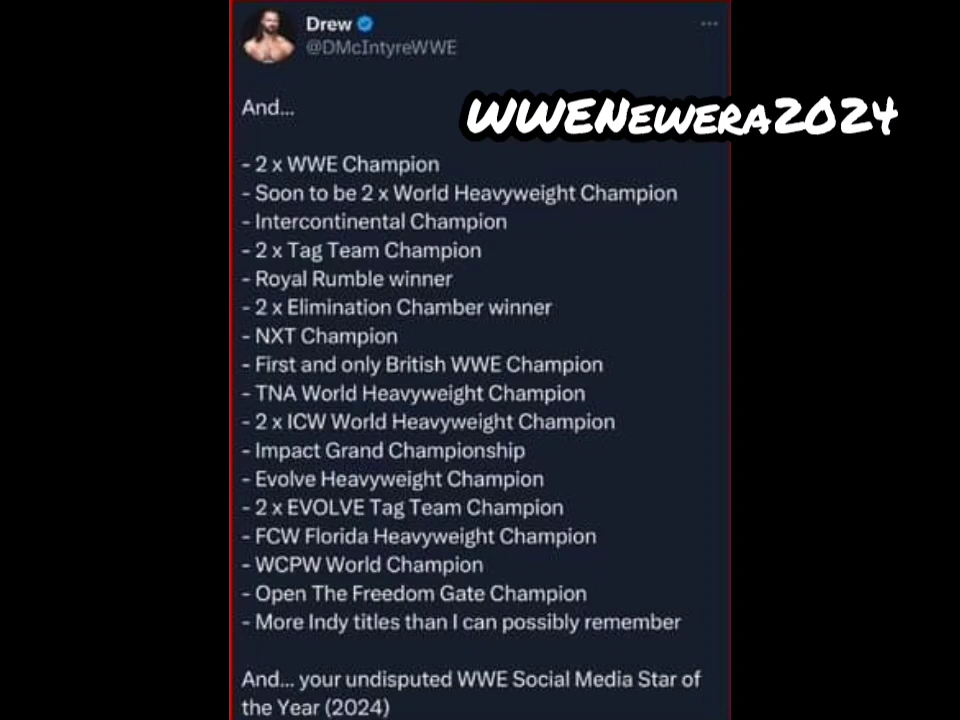 Drew
@DMcIntyreWWE
And...
WWENEWERA2024
- 2 x WWE Champion
- Soon to be 2 x World Heavyweight Champion
- Intercontinental Champion
- 2 x Tag Team Champion
- Royal Rumble winner
- 2 x Elimination Chamber winner
- NXT Champion
- First and only British WWE Champion
- TNA World Heavyweight Champion
- 2 x ICW World Heavyweight Champion
- Impact Grand Championship
- Evolve Heavyweight Champion
- 2 x EVOLVE Tag Team Champion
- FCW Florida Heavyweight Champion
- WCPW World Champion
- Open The Freedom Gate Champion
- More Indy titles than I can possibly remember
And... your undisputed WWE Social Media Star of
the Year (2024)